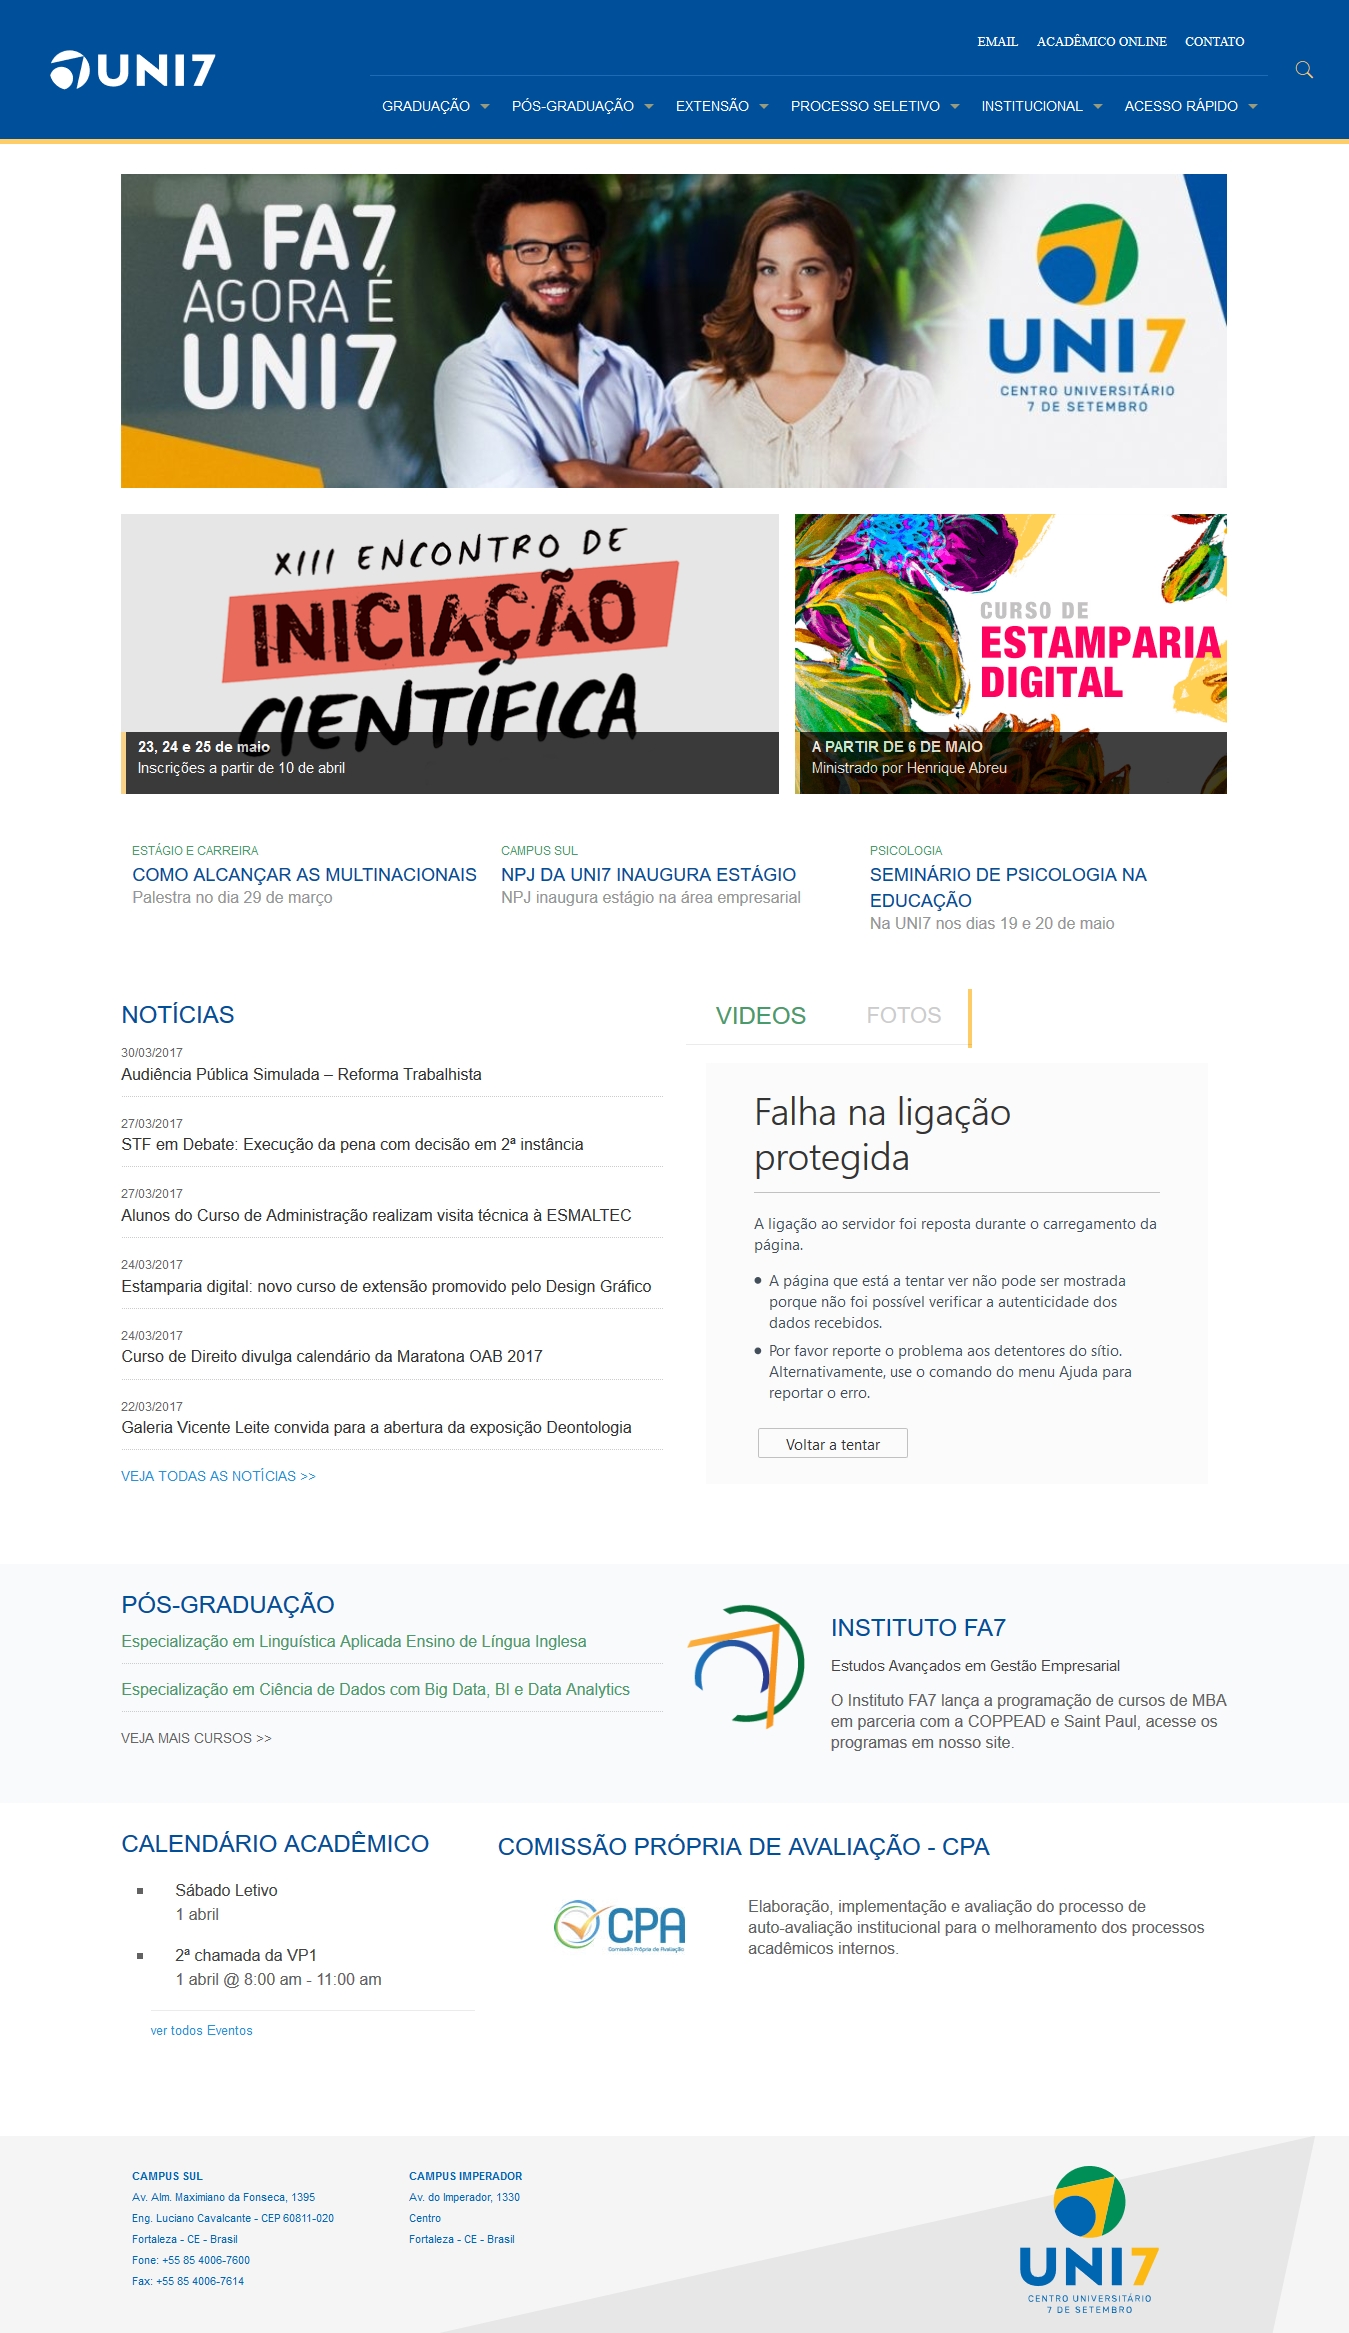 UNI7
EMAIL ACADÊMICO ONLINE CONTATO
GRADUAÇÃO PÓS-GRADUAÇÃO EXTENSÃO PROCESSO SELETIVO INSTITUCIONAL ACESSO RÁPIDO
A FA7
AGORA É
UNI7
UNI7
CENTRO UNIVERSITÁRIO
7 DE SETEMBRO
XIII ENCONTRO DE
INICIAÇÃO
CIENTÍFICA
23, 24 e 25 de maio
Inscrições a partir de 10 de abril
CURSO DE
ESTAMPARIA
DIGITAL
A PARTIR DE 6 DE MAIO
Ministrado por Henrique Abreu
ESTÁGIO E CARREIRA
COMO ALCANÇAR AS MULTINACIONAIS
Palestra no dia 29 de março
CAMPUS SUL
NPJ DA UNI7 INAUGURA ESTÁGIO
NPJ inaugura estágio na área empresarial
PSICOLOGIA
SEMINÁRIO DE PSICOLOGIA NA
EDUCAÇÃO
Na UNI7 nos dias 19 e 20 de maio
NOTÍCIAS
30/03/2017
Audiência Pública Simulada – Reforma Trabalhista
27/03/2017
STF em Debate: Execução da pena com decisão em 2ª instância
27/03/2017
Alunos do Curso de Administração realizam visita técnica à ESMALTEC
24/03/2017
Estamparia digital: novo curso de extensão promovido pelo Design Gráfico
24/03/2017
Curso de Direito divulga calendário da Maratona OAB 2017
22/03/2017
Galeria Vicente Leite convida para a abertura da exposição Deontologia
VEJA TODAS AS NOTÍCIAS >>
VIDEOS FOTOS
Falha na ligação
protegida
A ligação ao servidor foi reposta durante o carregamento da
página.
• A página que está a tentar ver não pode ser mostrada
porque não foi possível verificar a autenticidade dos
dados recebidos.
• Por favor reporte o problema aos detentores do sítio.
Alternativamente, use o comando do menu Ajuda para
reportar o erro.
Voltar a tentar
PÓS-GRADUAÇÃO
Especialização em Linguística Aplicada Ensino de Língua Inglesa
Especialização em Ciência de Dados com Big Data, BI e Data Analytics
VEJA MAIS CURSOS >>
INSTITUTO FA7
Estudos Avançados em Gestão Empresarial
O Instituto FA7 lança a programação de cursos de MBA
em parceria com a COPPEAD e Saint Paul, acesse os
programas em nosso site.
CALENDÁRIO ACADÊMICO
Sábado Letivo
1 abril
2ª chamada da VP1
1 abril @ 8:00 am - 11:00 am
ver todos Eventos
COMISSÃO PRÓPRIA DE AVALIAÇÃO - CPA
CPA
Comissão Própria de Avaliação
Elaboração, implementação e avaliação do processo de
auto-avaliação institucional para o melhoramento dos processos
acadêmicos internos.
CAMPUS SUL
Av. Alm. Maximiano da Fonseca, 1395
Eng. Luciano Cavalcante - CEP 60811-020
Fortaleza - CE - Brasil
Fone: +55 85 4006-7600
Fax: +55 85 4006-7614
CAMPUS IMPERADOR
Av. do Imperador, 1330
Centro
Fortaleza - CE - Brasil
UNI7
CENTRO UNIVERSITÁRIO
7 DE SETEMBRO